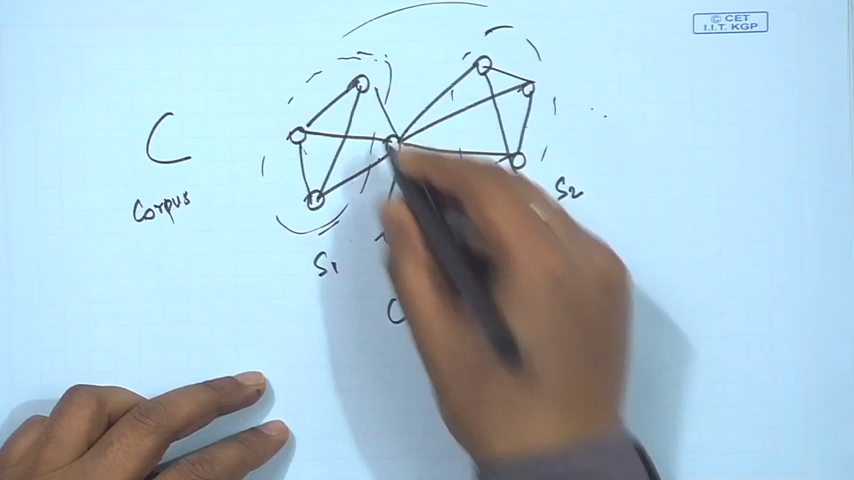 © CET
I.I.T. KGP
C
Corpus
S1
S2